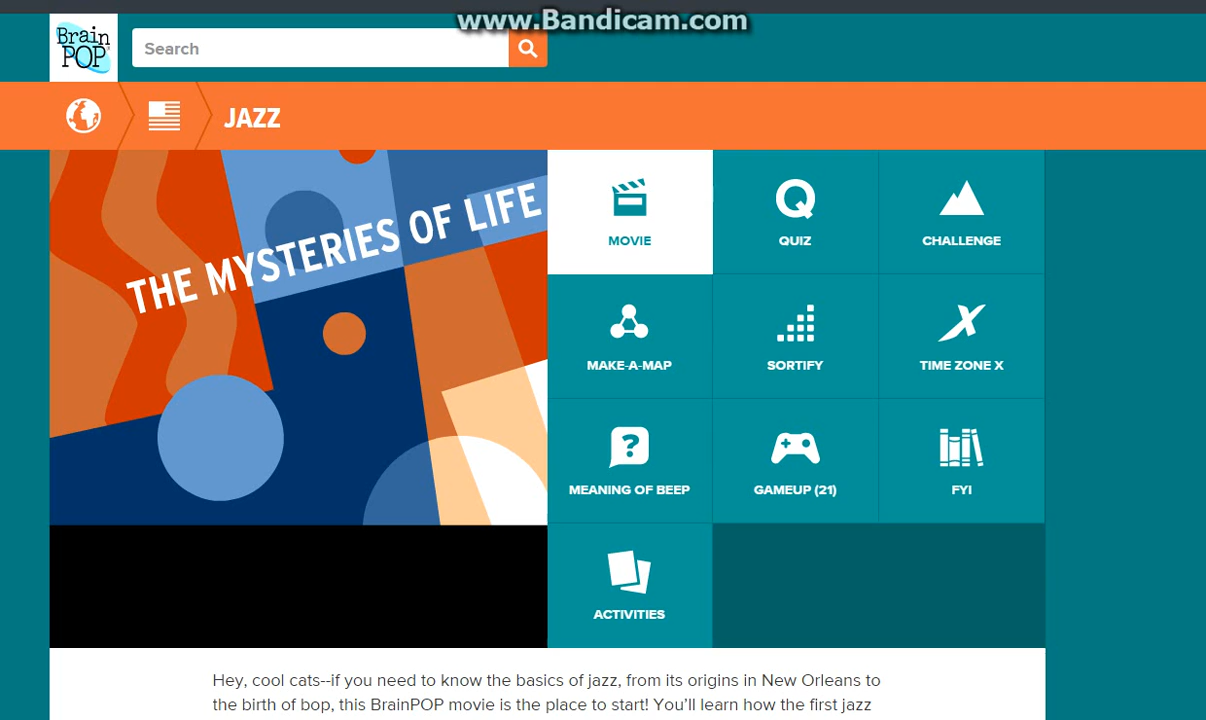 www.Bandicam.com
Brain
POP
Search
JAZZ
THE MYSTERIES OF LIFE
MOVIE
QUIZ
CHALLENGE
MAKE-A-MAP
SORTIFY
TIME ZONE X
MEANING OF BEEP
GAMEUP (21)
FYI
ACTIVITIES
Hey, cool cats--if you need to know the basics of jazz, from its origins in New Orleans to
the birth of bop, this BrainPOP movie is the place to start! You'll learn how the first jazz